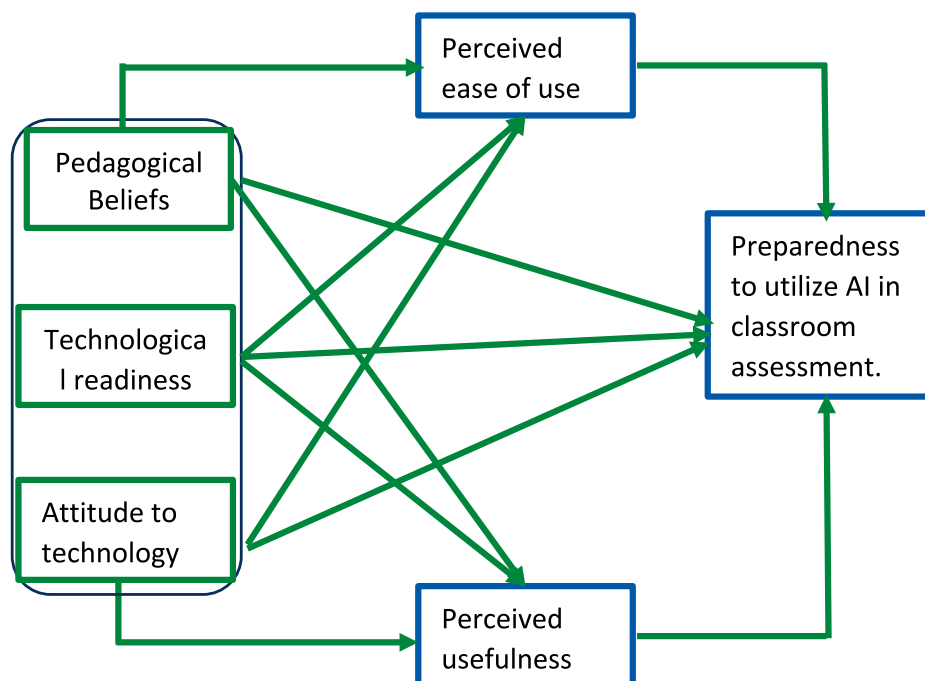 Perceived
ease of use
Pedagogical
Beliefs
Preparedness
to utilize AI in
classroom
assessment.
Technologica
l readiness
Attitude to
technology
Perceived
usefulness